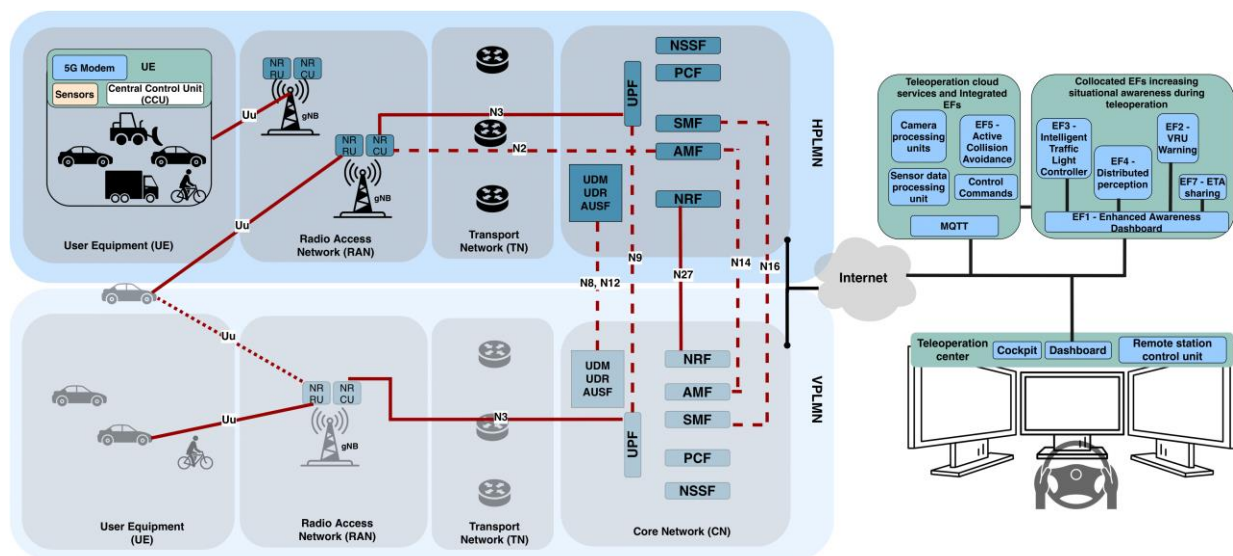 5G Modem
UE
Sensors
Central Control Unit
(CCU)
User Equipment (UE)
Uu
NR
RU
NR
CU
gNB
NR
RU
NR
CU
gNB
Uu
Radio Access
Network (RAN)
N3
N2
Transport
Network (TN)
NSSF
PCF
UPF
SMF
AMF
UDM
UDR
AUSF
NRF
HPLMN
N8, N12
N9
N27
N14
N16
Uu
Uu
NR
RU
NR
CU
gNB
N3
User Equipment
(UE)
Radio Access
Network (RAN)
Transport
Network (TN)
UDM
UDR
AUSF
NRF
AMF
SMF
UPF
PCF
NSSF
Core Network (CN)
VPLMN
Internet
Teleoperation cloud
services and Integrated
EFs
Camera
processing
units
EF5 -
Active
Collision
Avoidance
Sensor data
processing
unit
Control
Commands
MQTT
Collocated EFs increasing
situational awareness during
teleoperation
EF3 -
Intelligent
Traffic
Light
Controller
EF4 -
Distributed
perception
EF2 -
VRU
Warning
EF7 - ETA
sharing
EF1 - Enhanced Awareness
Dashboard
Teleoperation
center
Cockpit
Dashboard
Remote station
control unit